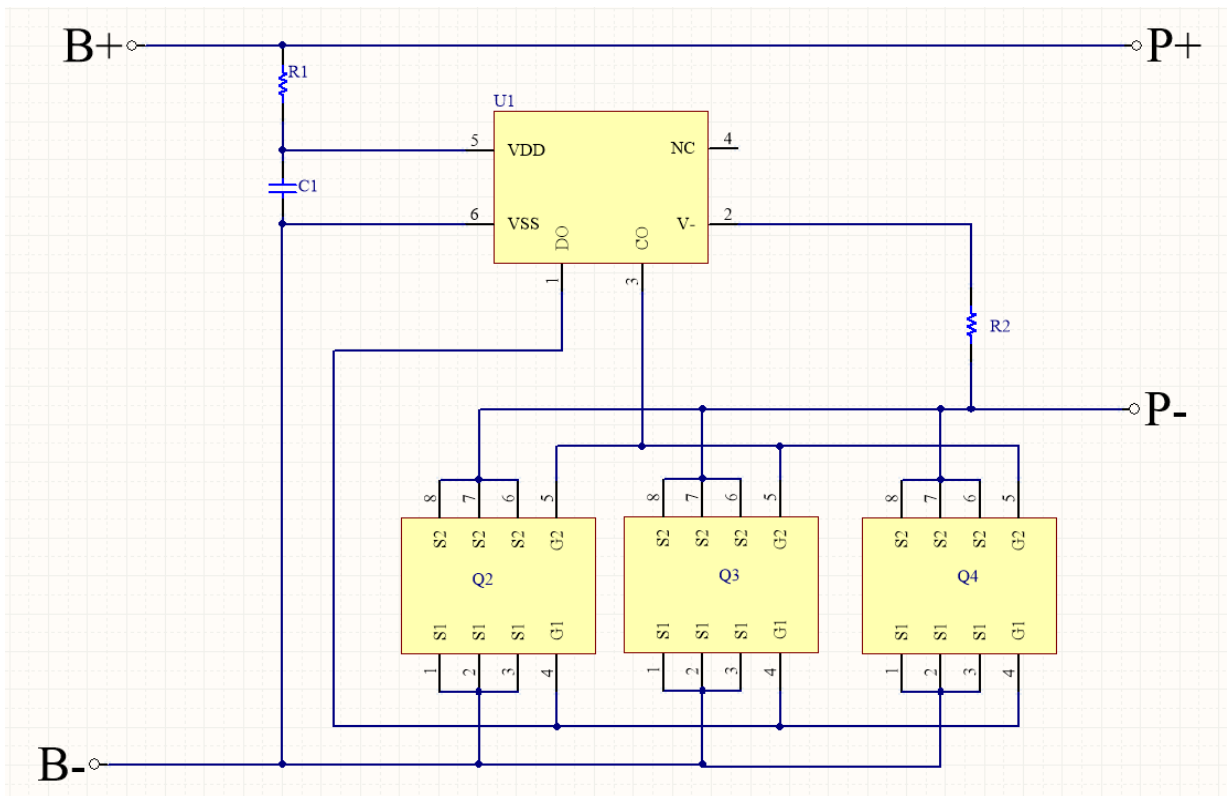 B+ P+
R1
U1
5 VDD NC 4
C1
6 VSS V- 2
DO CO
1 3
R2
P-
8 7 6 5 8 7 6 5 8 7 6 5
S2 S2 S2 G2 S2 S2 S2 G2 S2 S2 S2 G2
Q2 Q3 Q4
S1 S1 S1 G1 S1 S1 S1 G1 S1 S1 S1 G1
1 2 3 4 1 2 3 4 1 2 3 4
B-